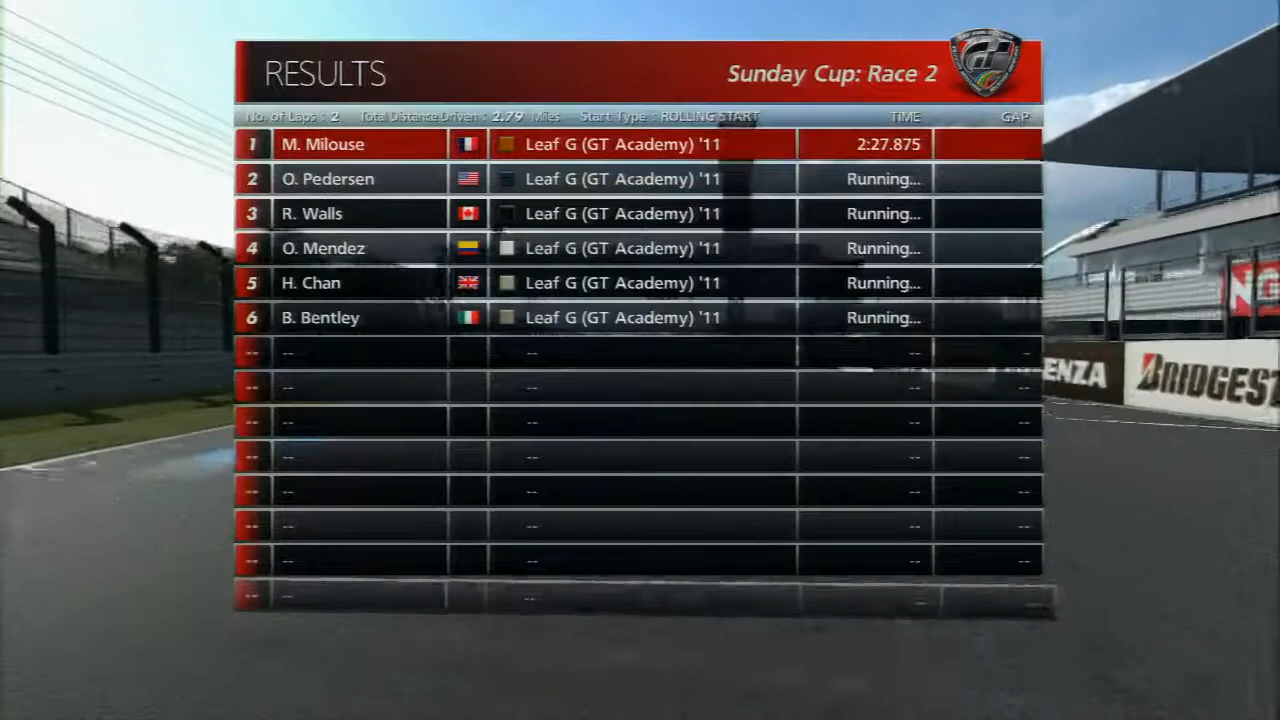 RESULTS Sunday Cup: Race 2
No. of Laps : 2 Total Distance Driven : 2.79 Miles Start Type : ROLLING START TIME GAP
1 M. Milouse Leaf G (GT Academy) '11 2:27.875
2 O. Pedersen Leaf G (GT Academy) '11 Running...
3 R. Walls Leaf G (GT Academy) '11 Running...
4 O. Mendez Leaf G (GT Academy) '11 Running...
5 H. Chan Leaf G (GT Academy) '11 Running...
6 B. Bentley Leaf G (GT Academy) '11 Running...
-- -- -- -- --
-- -- -- -- --
-- -- -- -- --
-- -- -- -- --
-- -- -- -- --
-- -- -- -- --
-- -- -- -- --
-- -- -- -- --
NG
ENZA
BRIDGEST